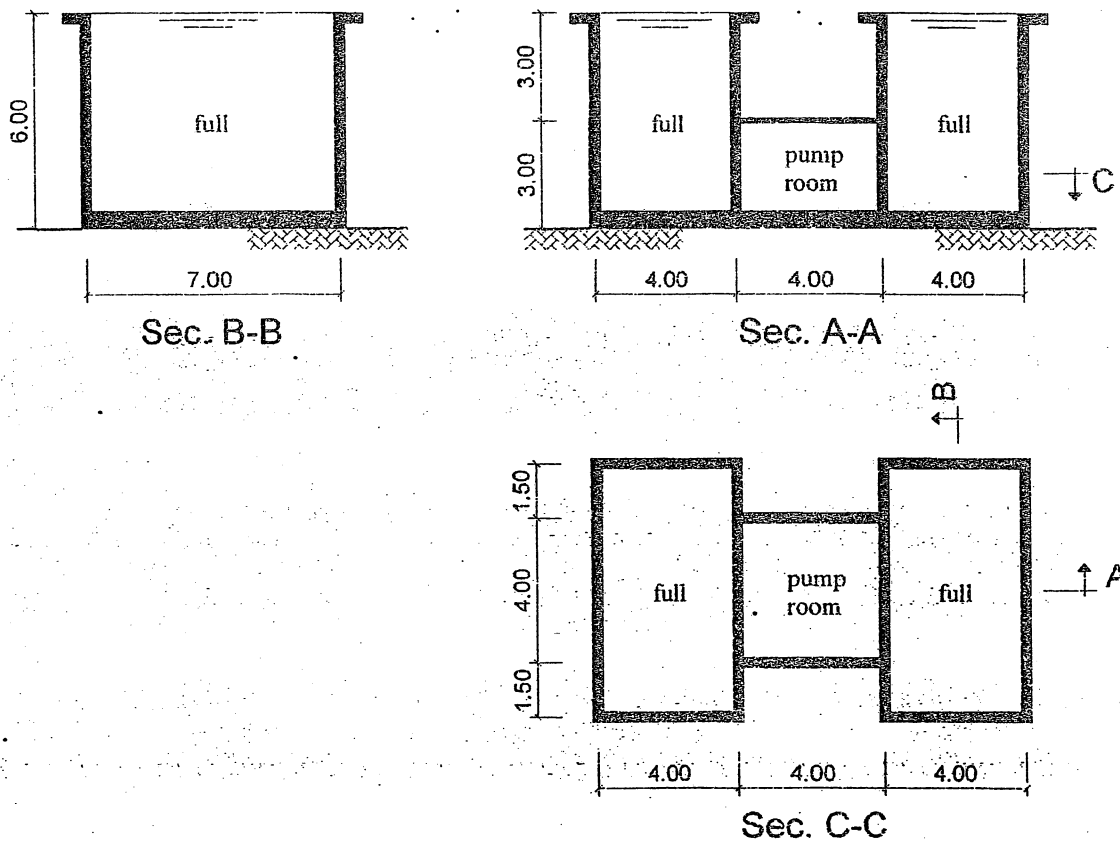 6.00
full
7.00
Sec. B-B
3.00
3.00
full
pump
room
full
C
4.00
4.00
4.00
Sec. A-A
B
1.50
4.00
1.50
full
pump
room
full
A
4.00
4.00
4.00
Sec. C-C